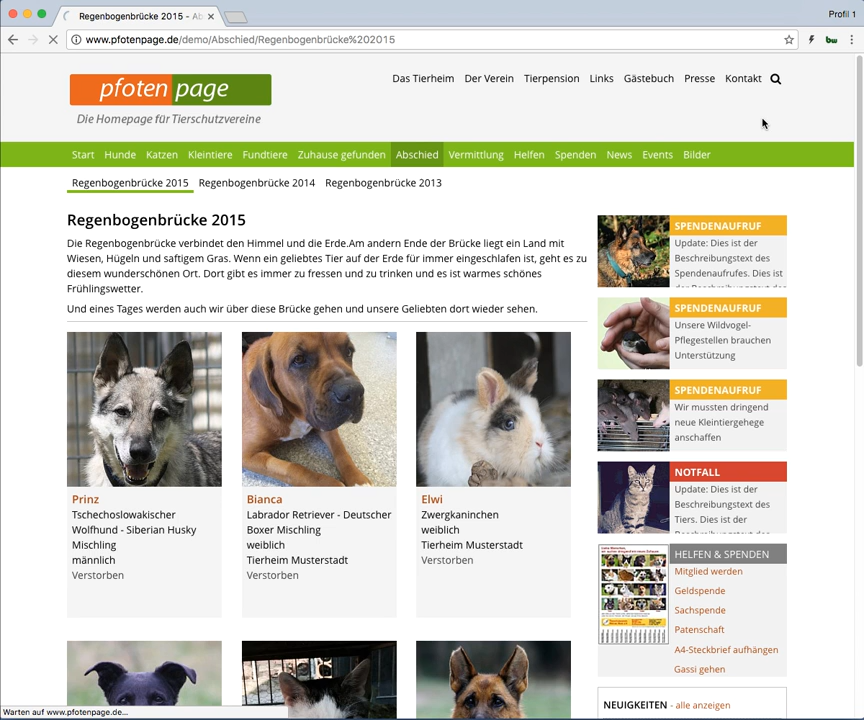 Regenbogenbrücke 2015 - Ab
Profil 1
www.pfotenpage.de/demo/Abschied/Regenbogenbrücke%202015
pfoten page
Die Homepage für Tierschutzvereine
Das Tierheim Der Verein Tierpension Links Gästebuch Presse Kontakt
Start Hunde Katzen Kleintiere Fundtiere Zuhause gefunden Abschied Vermittlung Helfen Spenden News Events Bilder
Regenbogenbrücke 2015 Regenbogenbrücke 2014 Regenbogenbrücke 2013
Regenbogenbrücke 2015
Die Regenbogenbrücke verbindet den Himmel und die Erde.Am andern Ende der Brücke liegt ein Land mit
Wiesen, Hügeln und saftigem Gras. Wenn ein geliebtes Tier auf der Erde für immer eingeschlafen ist, geht es zu
diesem wunderschönen Ort. Dort gibt es immer zu fressen und zu trinken und es ist warmes schönes
Frühlingswetter.
Und eines Tages werden auch wir über diese Brücke gehen und unsere Geliebten dort wieder sehen.
Prinz
Tschechoslowakischer
Wolfhund - Siberian Husky
Mischling
männlich
Verstorben
Bianca
Labrador Retriever - Deutscher
Boxer Mischling
weiblich
Tierheim Musterstadt
Verstorben
Elwi
Zwergkaninchen
weiblich
Tierheim Musterstadt
Verstorben
SPENDENAUFRUF
Update: Dies ist der
Beschreibungstext des
Spendenaufrufes. Dies ist
der Beschreibungstext des
SPENDENAUFRUF
Unsere Wildvogel-
Pflegestellen brauchen
Unterstützung
SPENDENAUFRUF
Wir mussten dringend
neue Kleintiergehege
anschaffen
NOTFALL
Update: Dies ist der
Beschreibungstext des
Tiers. Dies ist der
Beschreibungstext des
HELFEN & SPENDEN
Mitglied werden
Geldspende
Sachspende
Patenschaft
A4-Steckbrief aufhängen
Gassi gehen
NEUIGKEITEN - alle anzeigen
Warten auf www.pfotenpage.de...